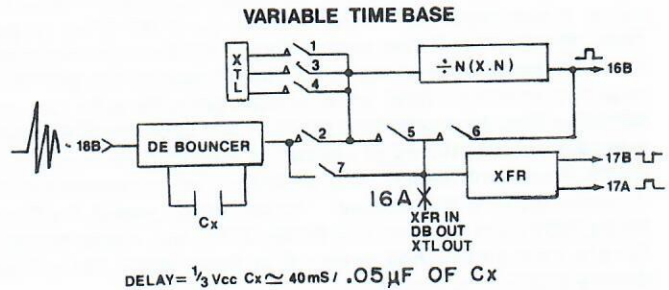 VARIABLE TIME BASE
X
T
L
1
3
4
÷N(X.N)
16B
~18B
DE BOUNCER
2
5
6
7
Cx
XFR
17B
17A
16A
XFR IN
DB OUT
XTL OUT
DELAY= 1/3 Vcc Cx ≃ 40mS/ .05μF OF Cx